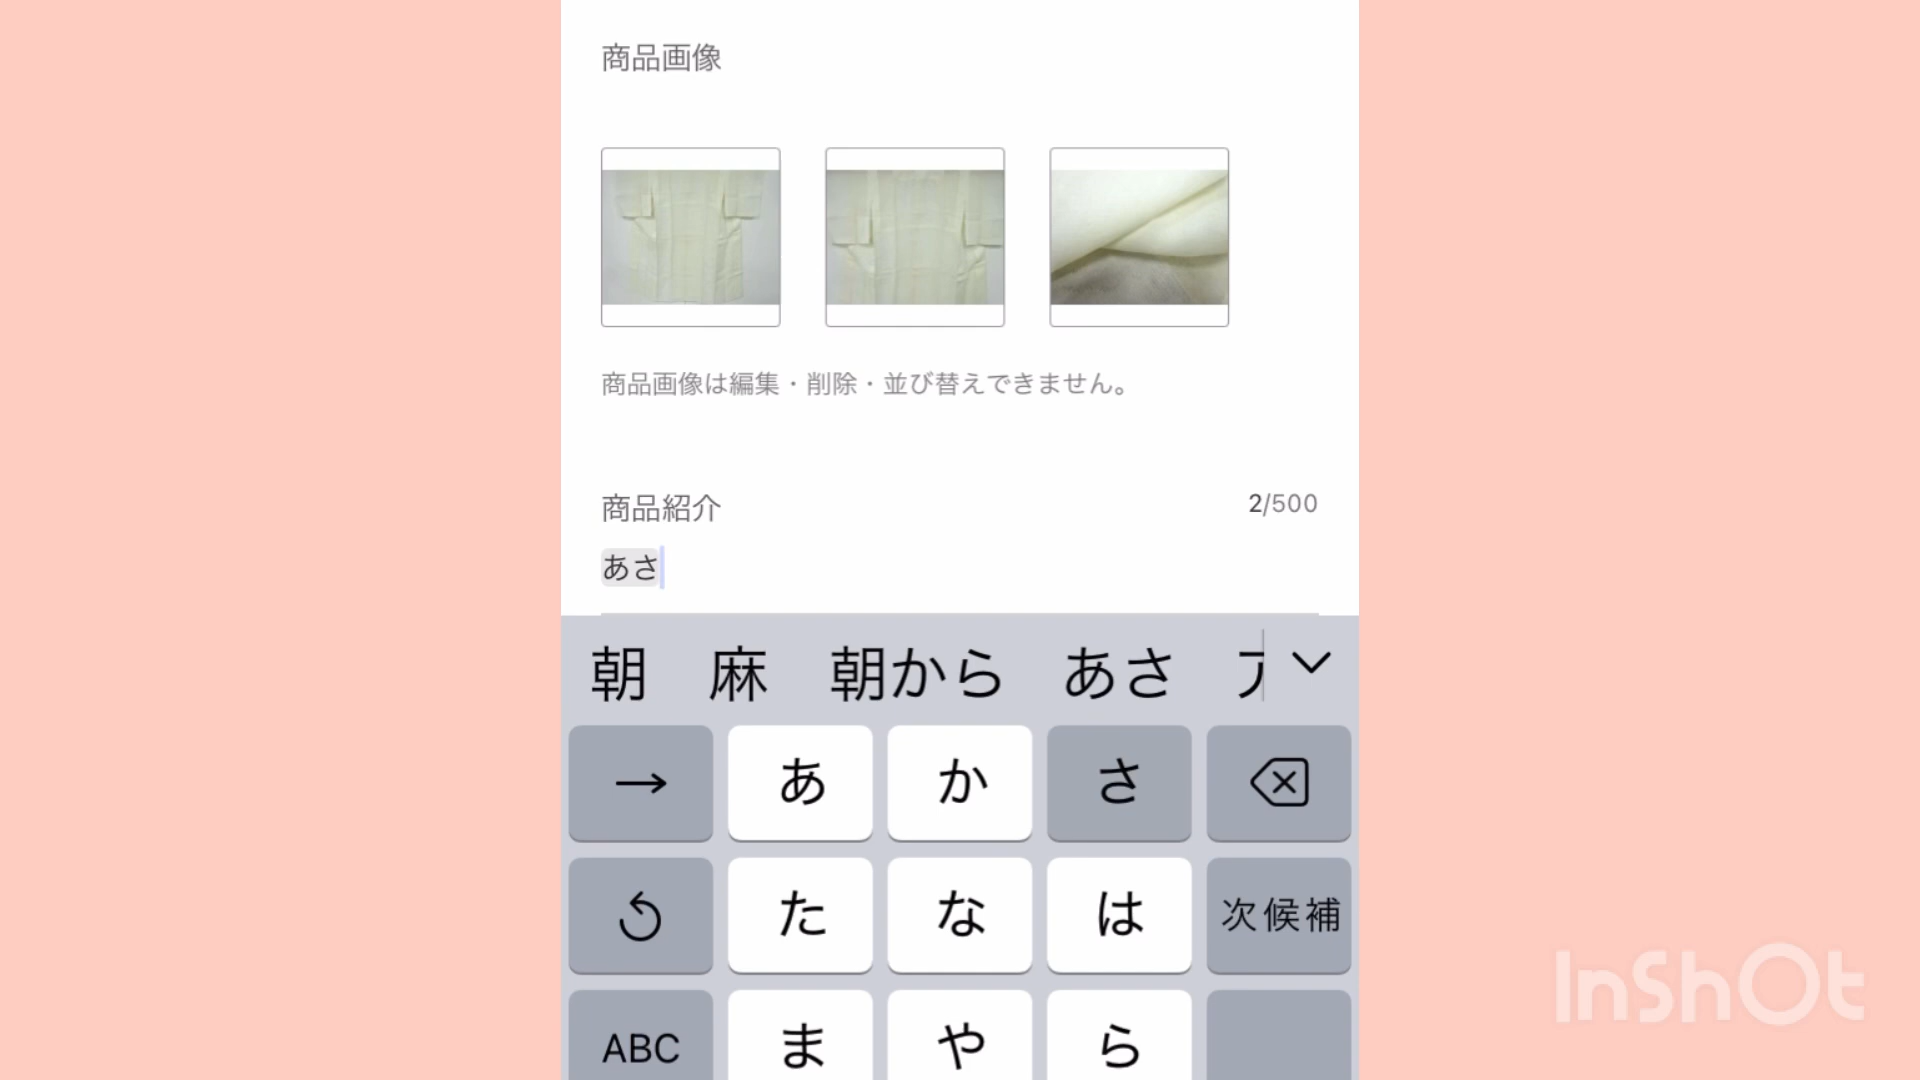 商品画像
商品画像は編集・削除・並び替えできません。
商品紹介 2/500
あさ
朝 麻 朝から あさ
→ あ か さ
た な は 次候補
ABC ま や ら
InShOt